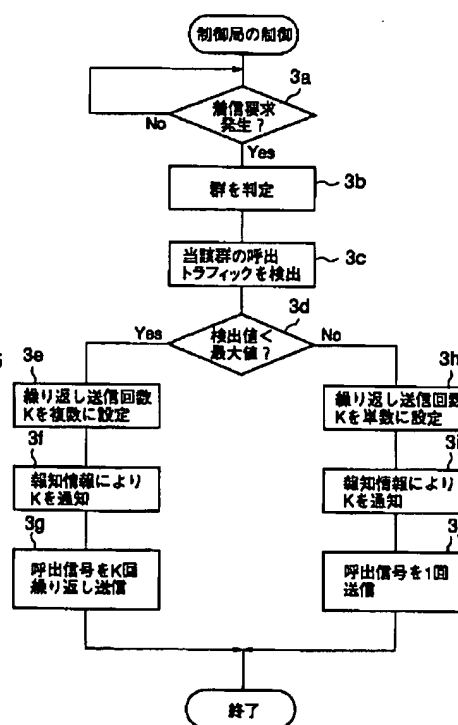 制御局の制御
3a
着信要求
発生?
No
Yes
群を判定
3b
当該群の呼出
トラフィックを検出
3c
3d
検出値<
最大値?
Yes
No
3e
繰り返し送信回数
Kを複数に設定
3h
繰り返し送信回数
Kを単数に設定
3f
報知情報により
Kを通知
3i
報知情報により
Kを通知
3g
呼出信号をK回
繰り返し送信
3
呼出信号を1回
送信
終了